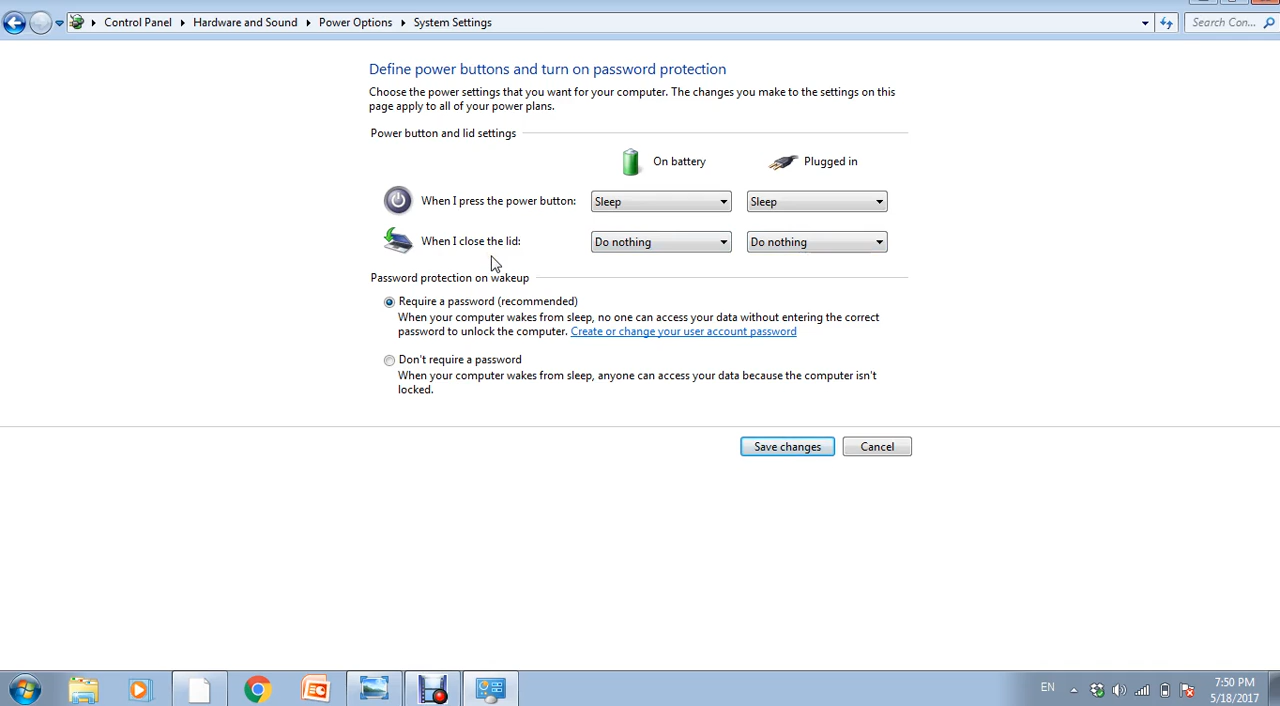 Control Panel Hardware and Sound Power Options System Settings Search Con...
Define power buttons and turn on password protection
Choose the power settings that you want for your computer. The changes you make to the settings on this
page apply to all of your power plans.
Power button and lid settings
On battery Plugged in
When I press the power button: Sleep Sleep
When I close the lid: Do nothing Do nothing
Password protection on wakeup
Require a password (recommended)
When your computer wakes from sleep, no one can access your data without entering the correct
password to unlock the computer. Create or change your user account password
Don't require a password
When your computer wakes from sleep, anyone can access your data because the computer isn't
locked.
Save changes Cancel
EN 7:50 PM
5/18/2017